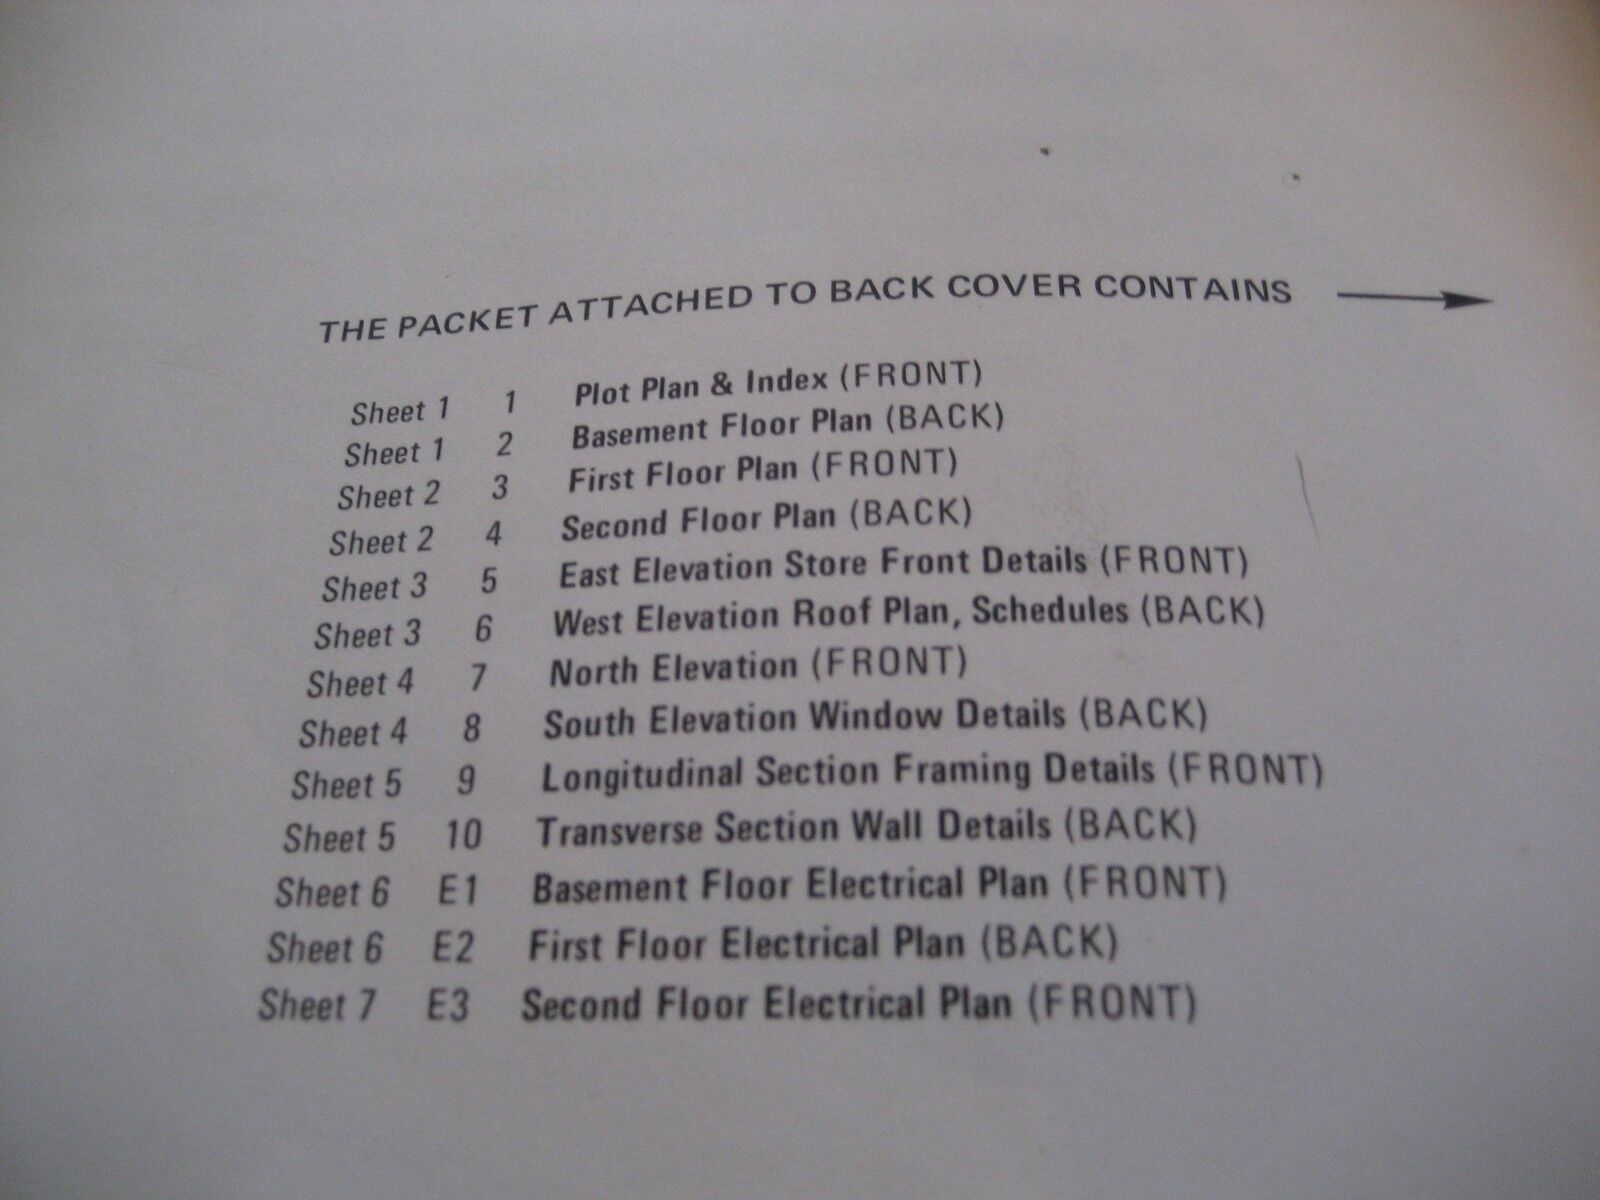 THE PACKET ATTACHED TO BACK COVER CONTAINS
Sheet 1 1 Plot Plan & Index (FRONT)
Sheet 1 2 Basement Floor Plan (BACK)
Sheet 2 3 First Floor Plan (FRONT)
Sheet 2 4 Second Floor Plan (BACK)
Sheet 3 5 East Elevation Store Front Details (FRONT)
Sheet 3 6 West Elevation Roof Plan, Schedules (BACK)
Sheet 4 7 North Elevation (FRONT)
Sheet 4 8 South Elevation Window Details (BACK)
Sheet 5 9 Longitudinal Section Framing Details (FRONT)
Sheet 5 10 Transverse Section Wall Details (BACK)
Sheet 6 E1 Basement Floor Electrical Plan (FRONT)
Sheet 6 E2 First Floor Electrical Plan (BACK)
Sheet 7 E3 Second Floor Electrical Plan (FRONT)